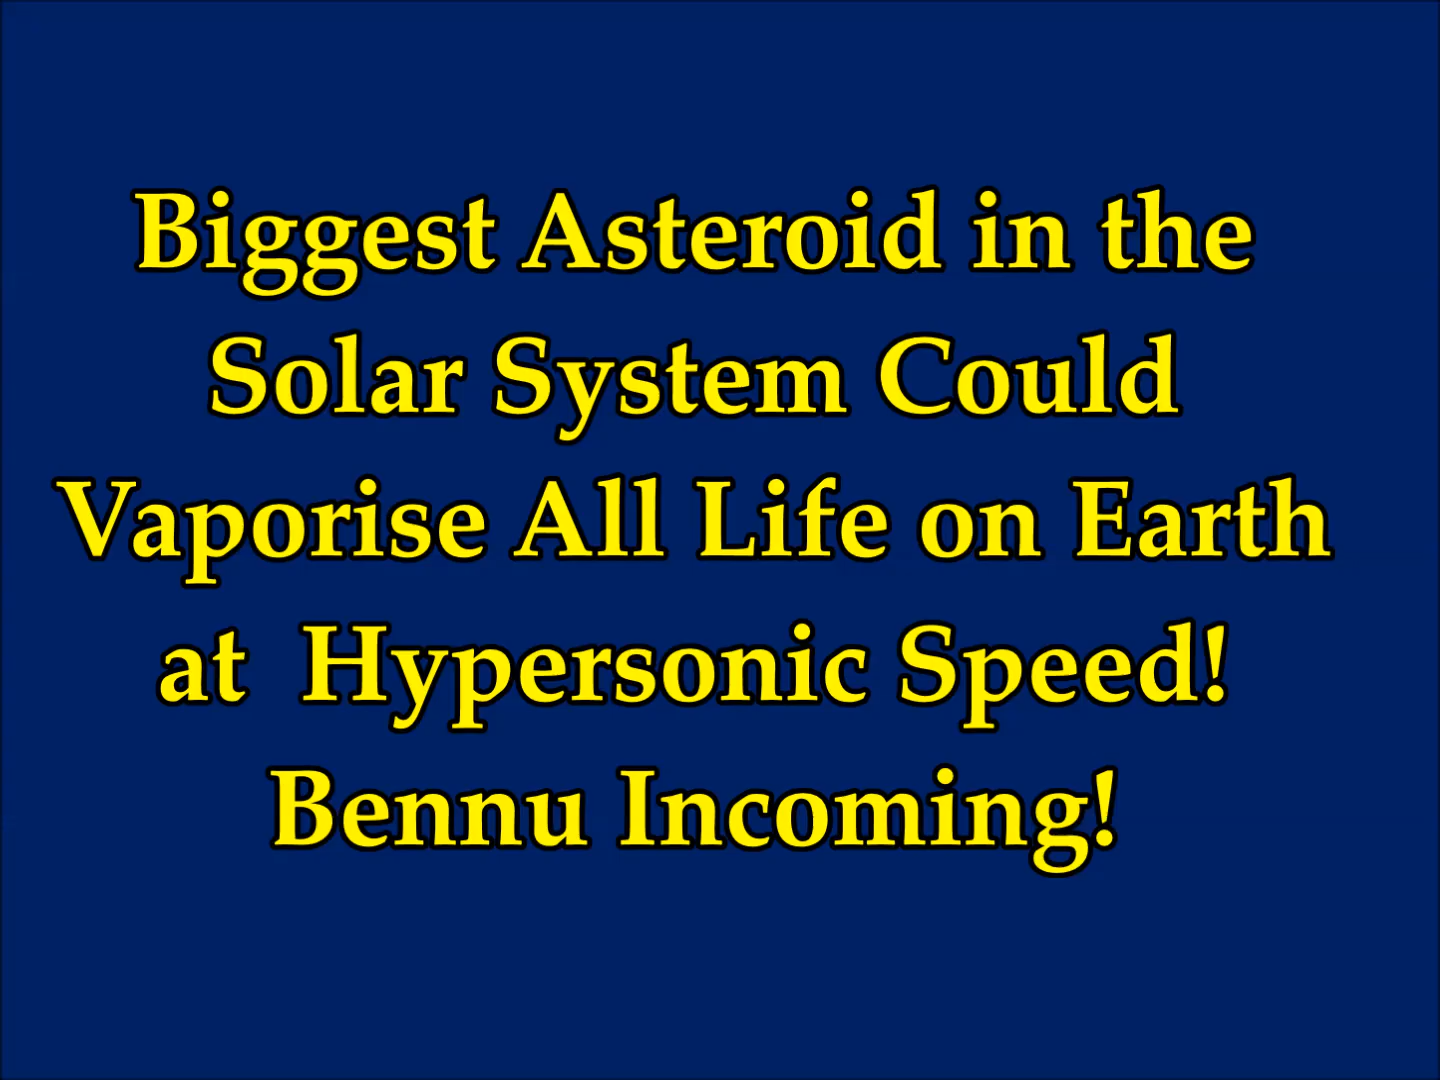 Biggest Asteroid in the
Solar System Could
Vaporise All Life on Earth
at  Hypersonic Speed!
Bennu Incoming!